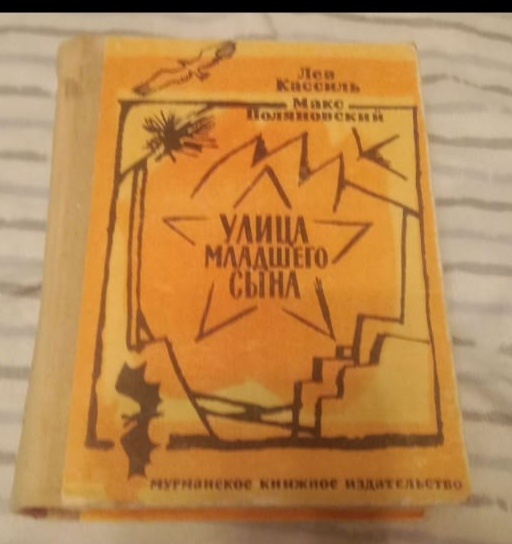 Лев
Кассиль
Макс
Поляновский
УЛИЦА
МЛАДШЕГО
СЫНА
МУРМАНСКОЕ КНИЖНОЕ ИЗДАТЕЛЬСТВО